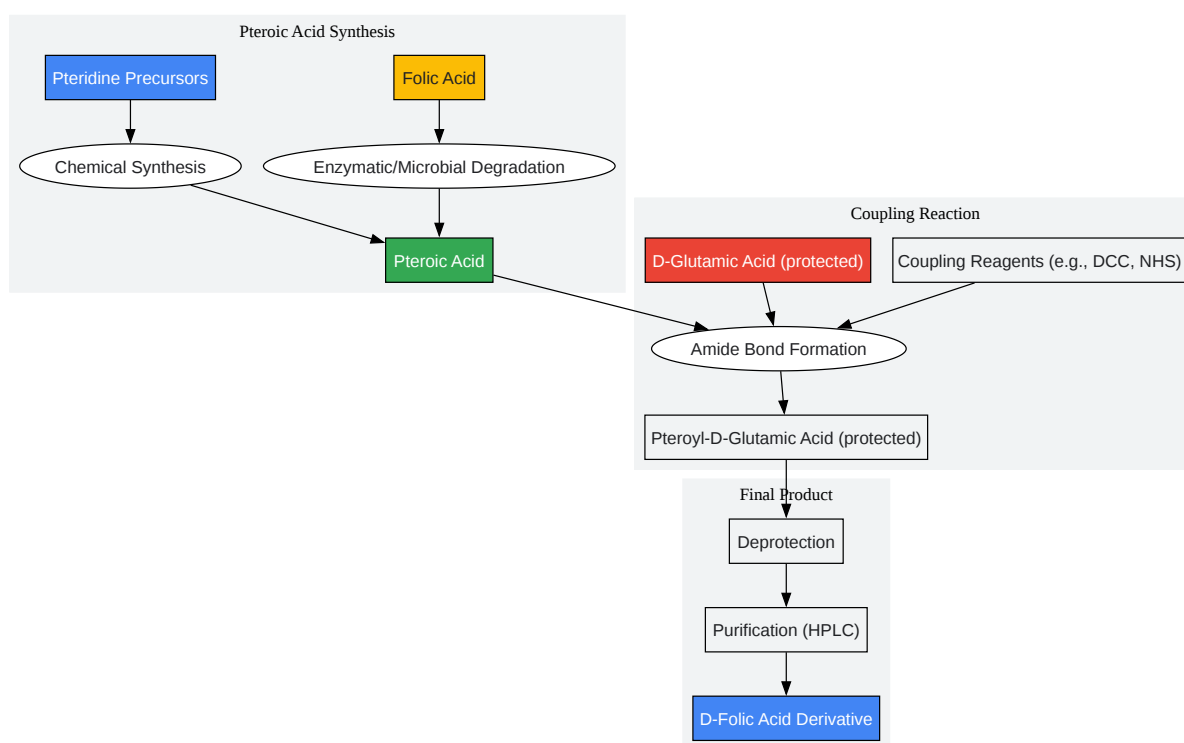 Pteroic Acid Synthesis
Pteridine Precursors
Folic Acid
Chemical Synthesis
Enzymatic/Microbial Degradation
Pteroic Acid
Coupling Reaction
D-Glutamic Acid (protected)
Coupling Reagents (e.g., DCC, NHS)
Amide Bond Formation
Pteroyl-D-Glutamic Acid (protected)
Final Product
Deprotection
Purification (HPLC)
D-Folic Acid Derivative